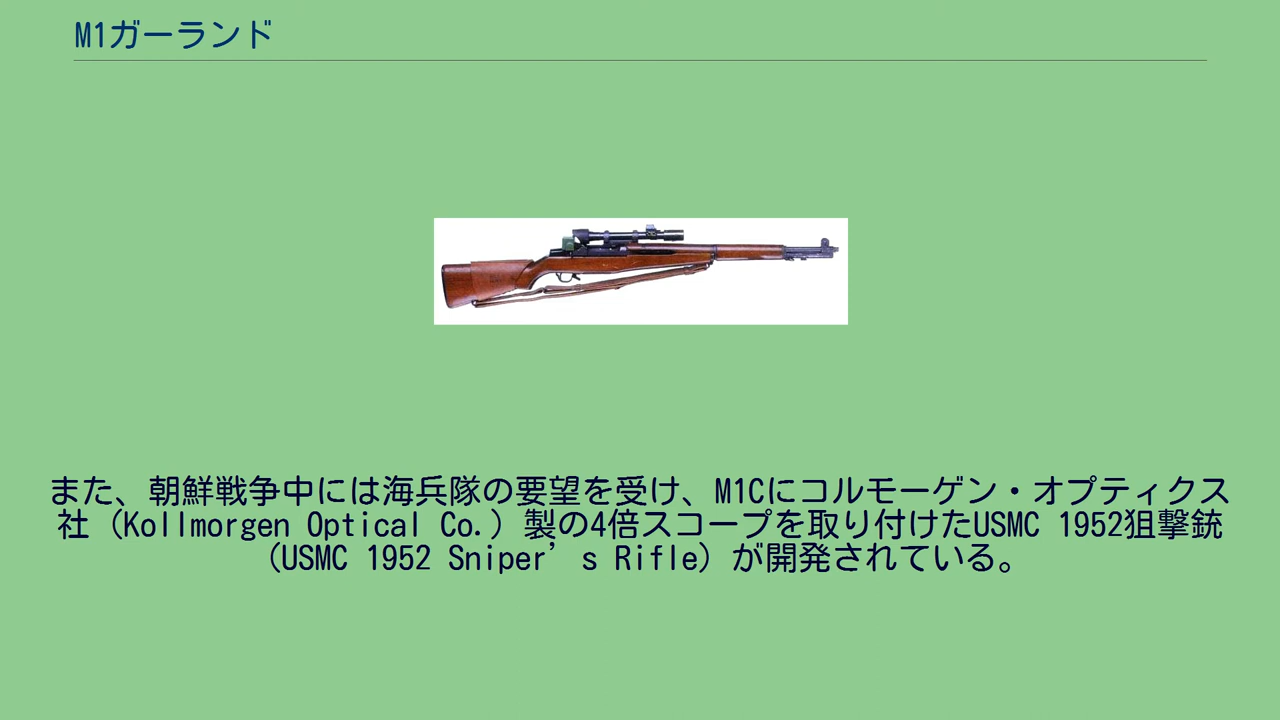 M1ガーランド
また、朝鮮戦争中には海兵隊の要望を受け、M1Cにコルモーゲン・オプティクス
社（Kollmorgen Optical Co.）製の4倍スコープを取り付けたUSMC 1952狙撃銃
（USMC 1952 Sniper’s Rifle）が開発されている。